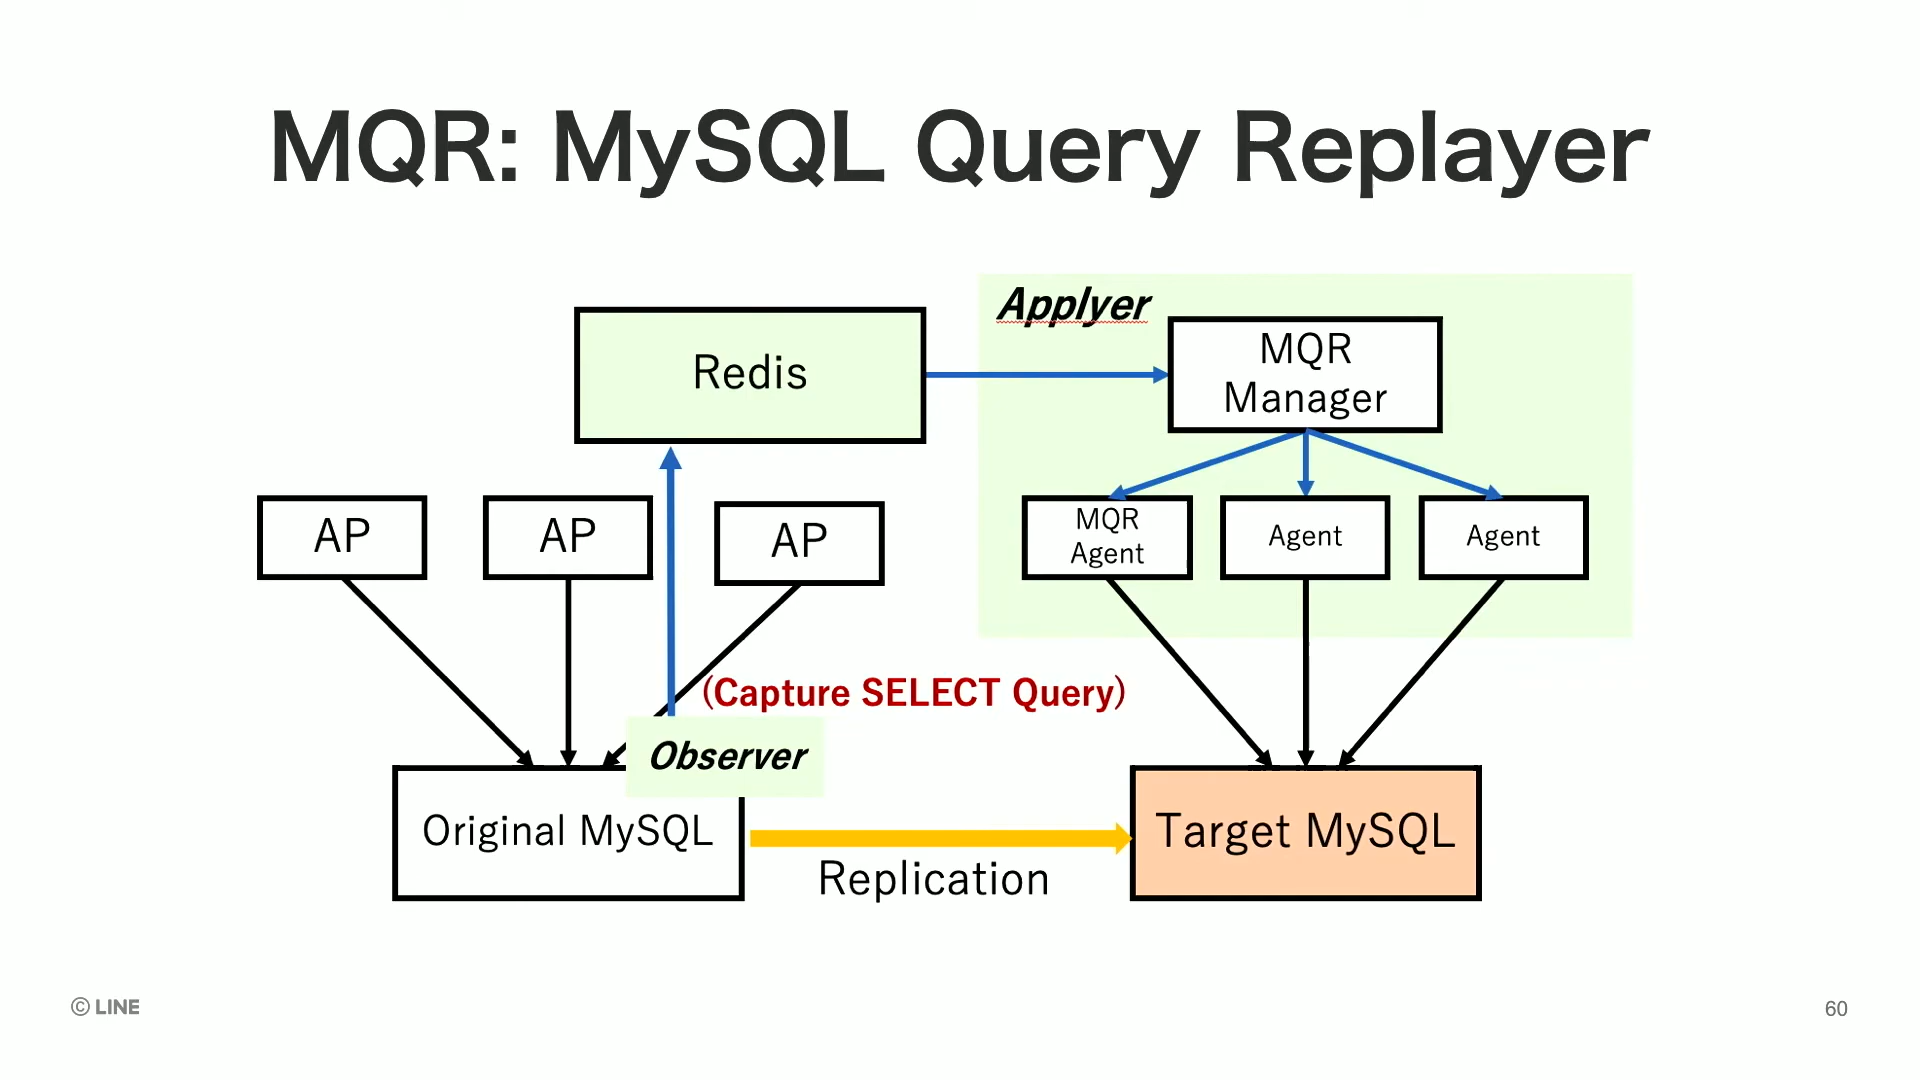 MQR: MySQL Query Replayer
Applyer
Redis
MQR
Manager
AP
AP
AP
MQR
Agent
Agent
Agent
(Capture SELECT Query)
Observer
Original MySQL
Target MySQL
Replication
© LINE
60